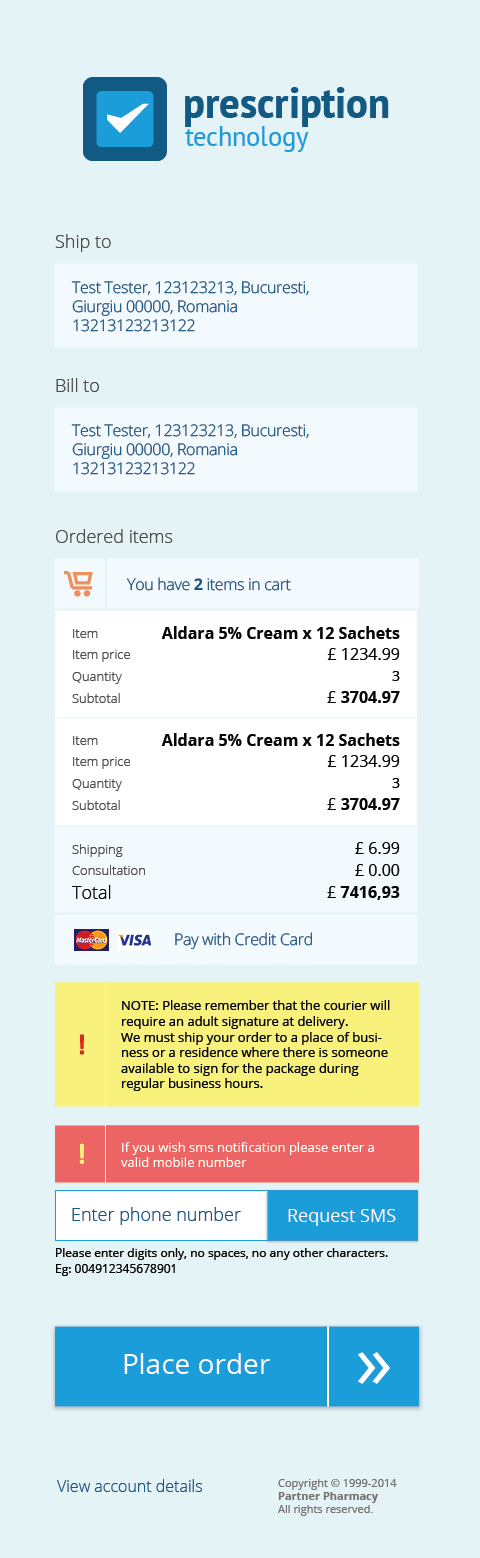 prescription
technology
Ship to
Test Tester, 123123213, Bucuresti,
Giurgiu 00000, Romania
13213123213122
Bill to
Test Tester, 123123213, Bucuresti,
Giurgiu 00000, Romania
13213123213122
Ordered items
You have 2 items in cart
Item Aldara 5% Cream x 12 Sachets
Item price £ 1234.99
Quantity 3
Subtotal £ 3704.97
Item Aldara 5% Cream x 12 Sachets
Item price £ 1234.99
Quantity 3
Subtotal £ 3704.97
Shipping £ 6.99
Consultation £ 0.00
Total £ 7416,93
MasterCard VISA Pay with Credit Card
NOTE: Please remember that the courier will
require an adult signature at delivery.
We must ship your order to a place of busi-
! ness or a residence where there is someone
available to sign for the package during
regular business hours.
! If you wish sms notification please enter a
valid mobile number
Enter phone number Request SMS
Please enter digits only, no spaces, no any other characters.
Eg: 004912345678901
Place order »
View account details
Copyright © 1999-2014
Partner Pharmacy
All rights reserved.